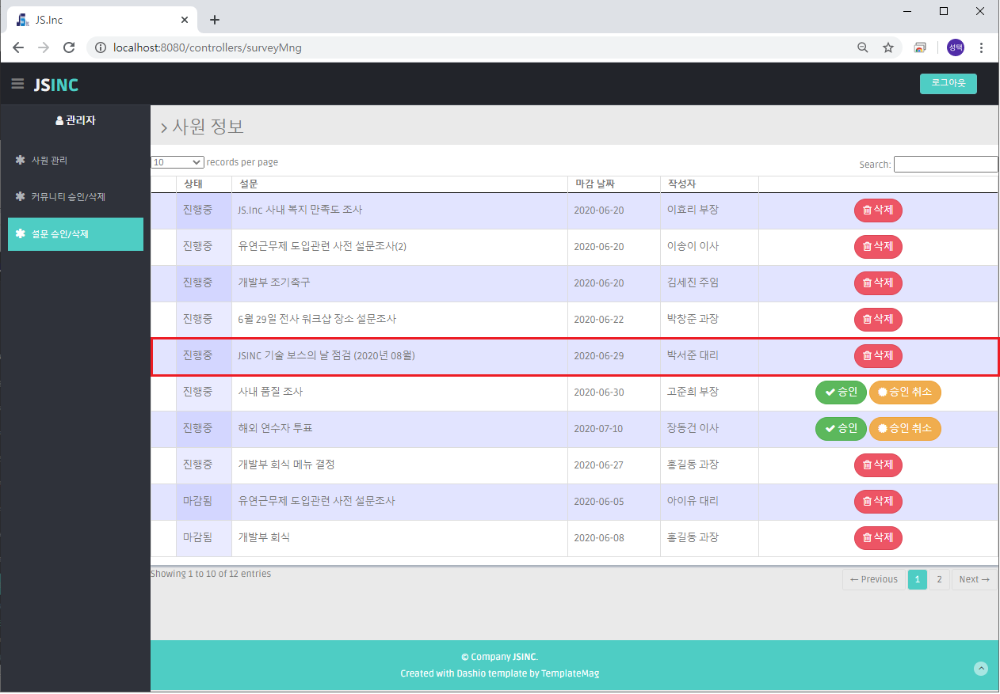 JS.Inc
localhost:8080/controllers/surveyMng
성택
JSINC
로그아웃
관리자
사원 관리
커뮤니티 승인/삭제
설문 승인/삭제
사원 정보
10 records per page
Search:
상태 설문 마감 날짜 작성자
진행중 JS.Inc 사내 복지 만족도 조사 2020-06-20 이효리 부장 삭제
진행중 유연근무제 도입관련 사전 설문조사(2) 2020-06-20 이송이 이사 삭제
진행중 개발부 조기축구 2020-06-20 김세진 주임 삭제
진행중 6월 29일 전사 워크샵 장소 설문조사 2020-06-22 박창준 과장 삭제
진행중 JSINC 기술 보스의 날 점검 (2020년 08월) 2020-06-29 박서준 대리 삭제
진행중 사내 품질 조사 2020-06-30 고준희 부장 승인 승인 취소
진행중 해외 연수자 투표 2020-07-10 장동건 이사 승인 승인 취소
진행중 개발부 회식 메뉴 결정 2020-06-27 홍길동 과장 삭제
마감됨 유연근무제 도입관련 사전 설문조사 2020-06-05 아이유 대리 삭제
마감됨 개발부 회식 2020-06-08 홍길동 과장 삭제
Showing 1 to 10 of 12 entries
← Previous 1 2 Next →
© Company JSINC.
Created with Dashio template by TemplateMag